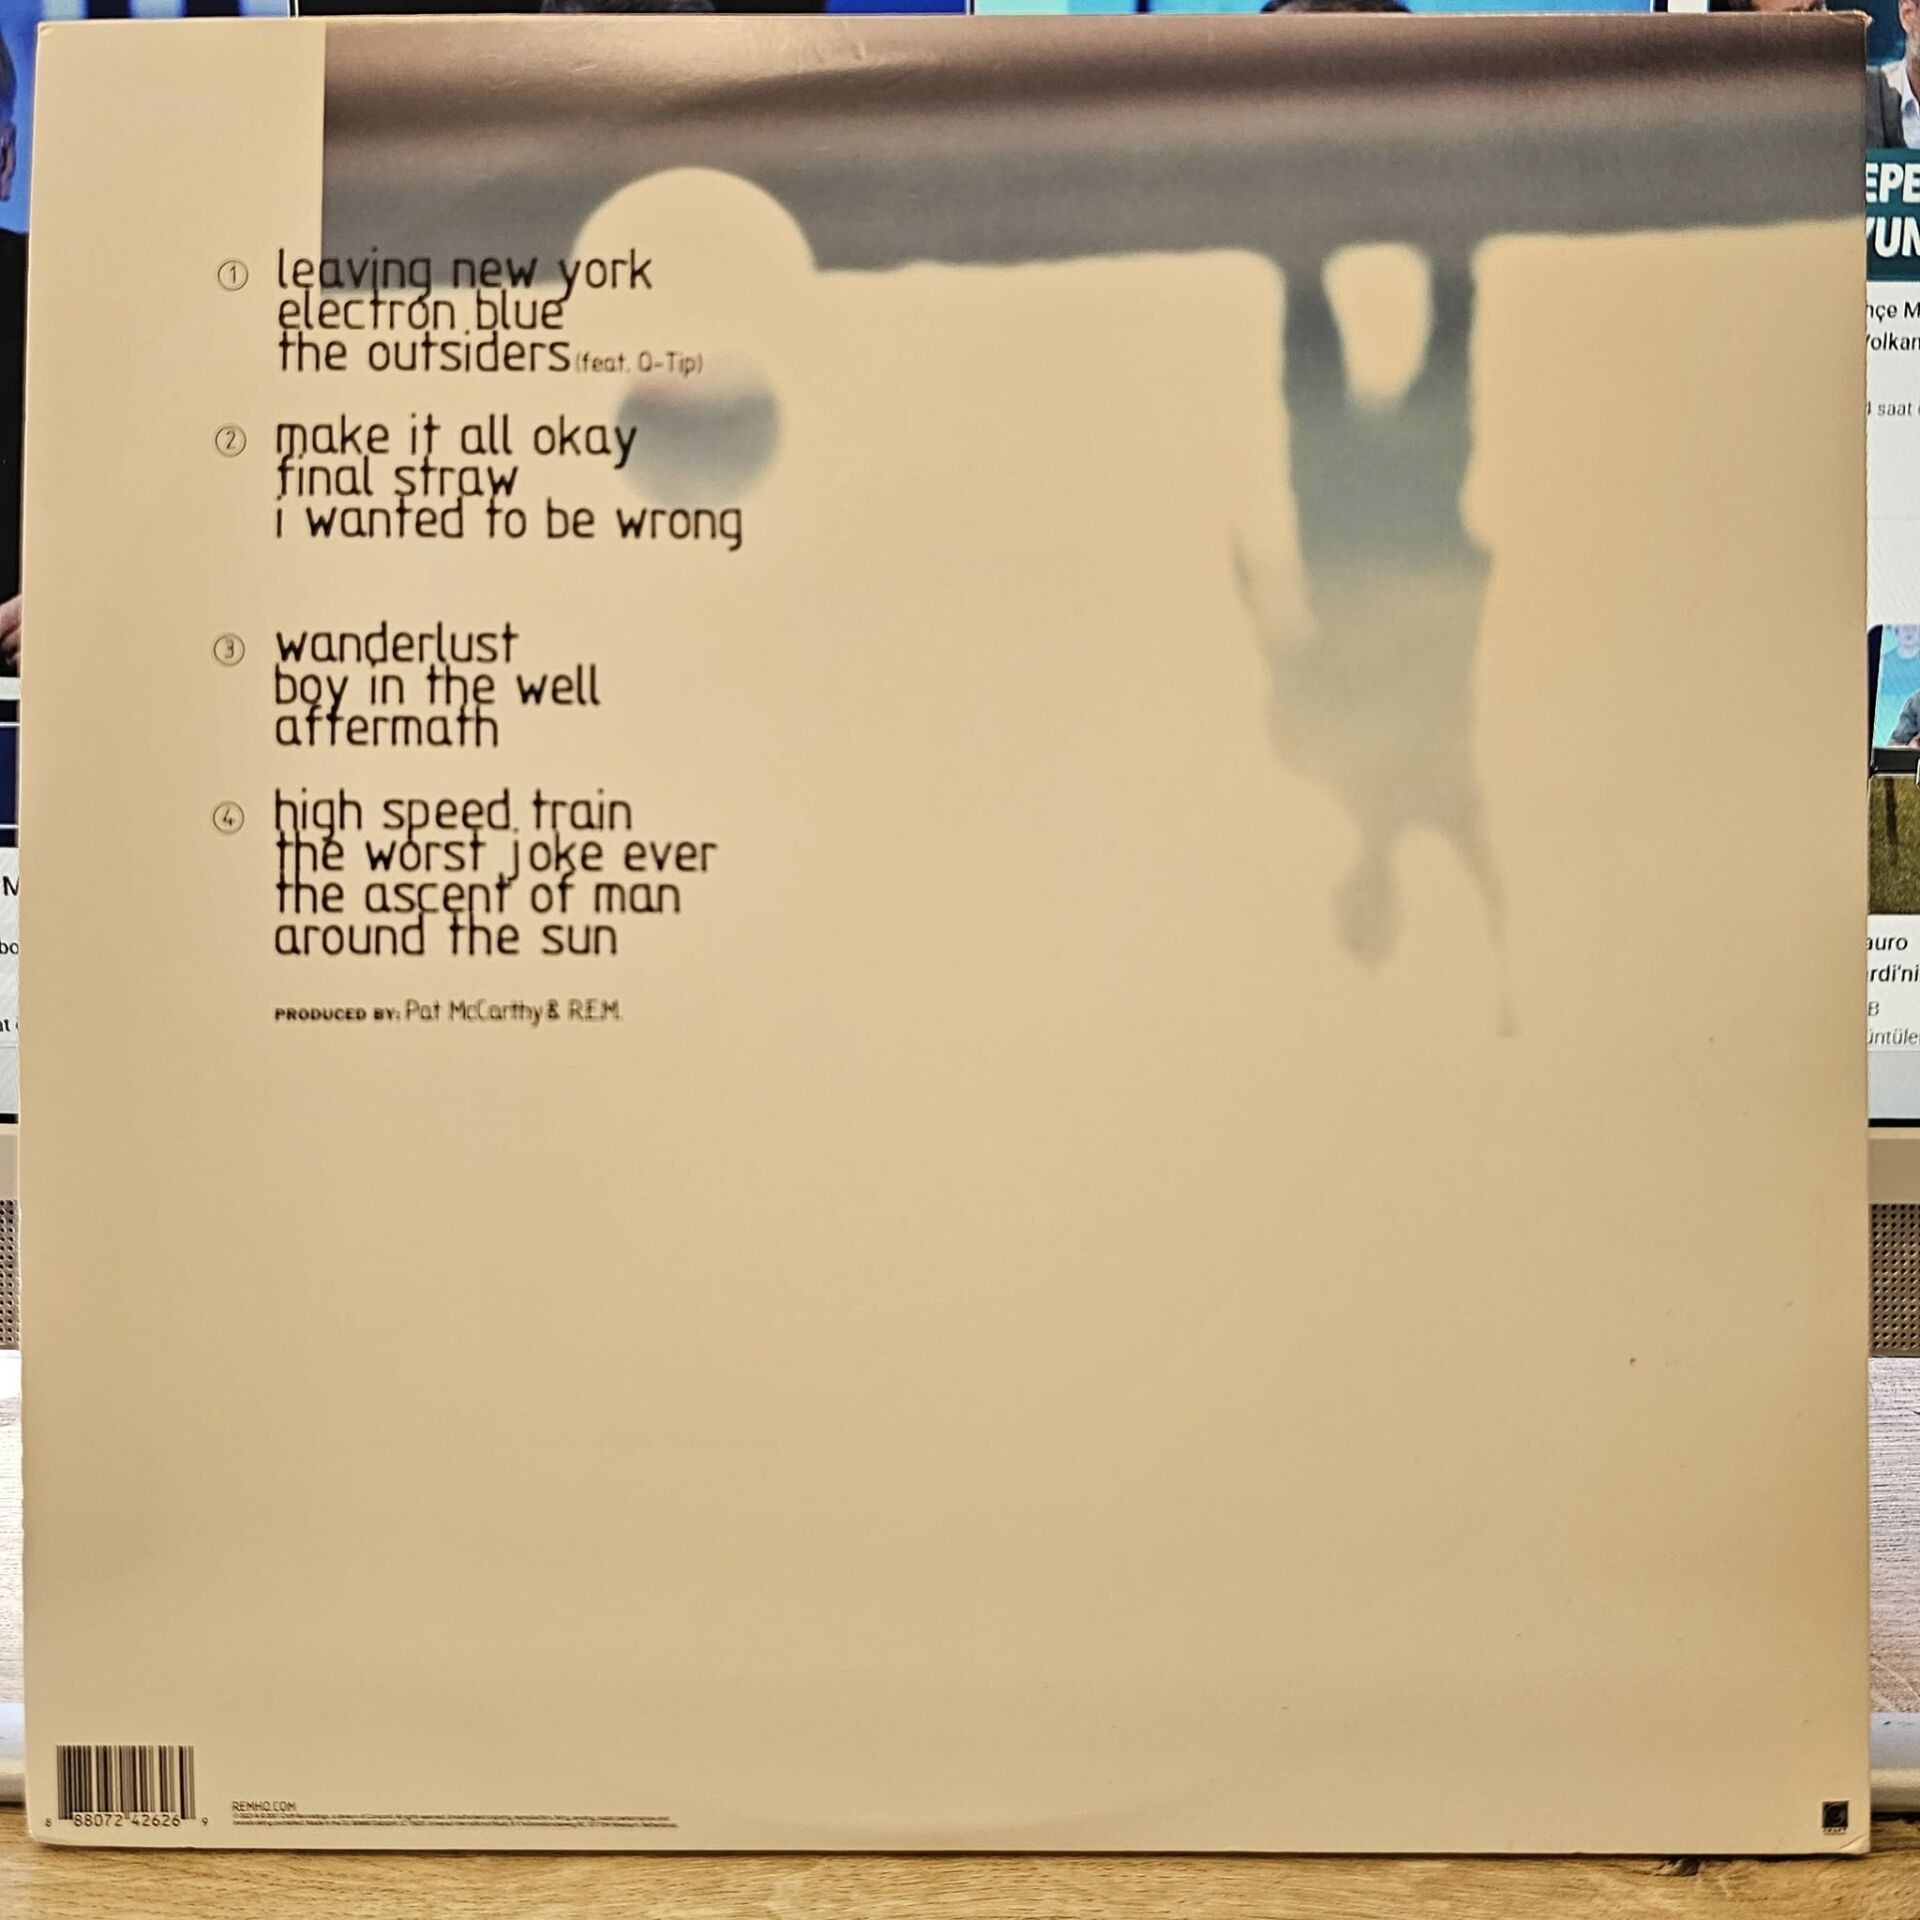 1 leaving new york
electron blue
the outsiders (feat. Q-Tip)
2 make it all okay
final straw
i wanted to be wrong
3 wanderlust
boy in the well
aftermath
4 high speed train
the worst joke ever
the ascent of man
around the sun
PRODUCED BY: Pat McCarthy & R.E.M.
8 88072 42626 9
REMHQ.COM
4 saat